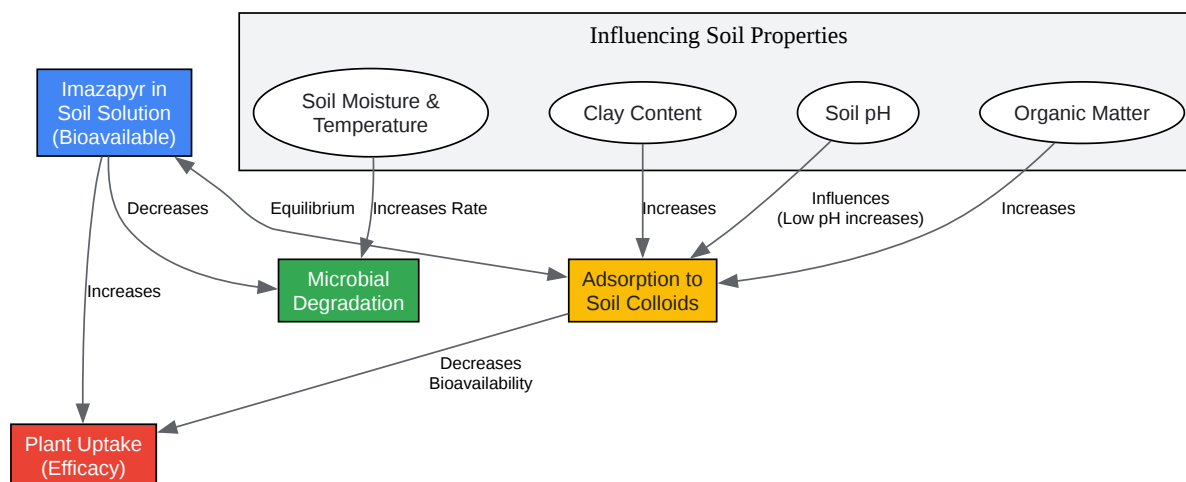 Influencing Soil Properties
Imazapyr in
Soil Solution
(Bioavailable)
Soil Moisture &
Temperature
Clay Content
Soil pH
Organic Matter
Decreases
Equilibrium
Increases Rate
Increases
Influences
(Low pH increases)
Increases
Increases
Microbial
Degradation
Adsorption to
Soil Colloids
Decreases
Bioavailability
Plant Uptake
(Efficacy)